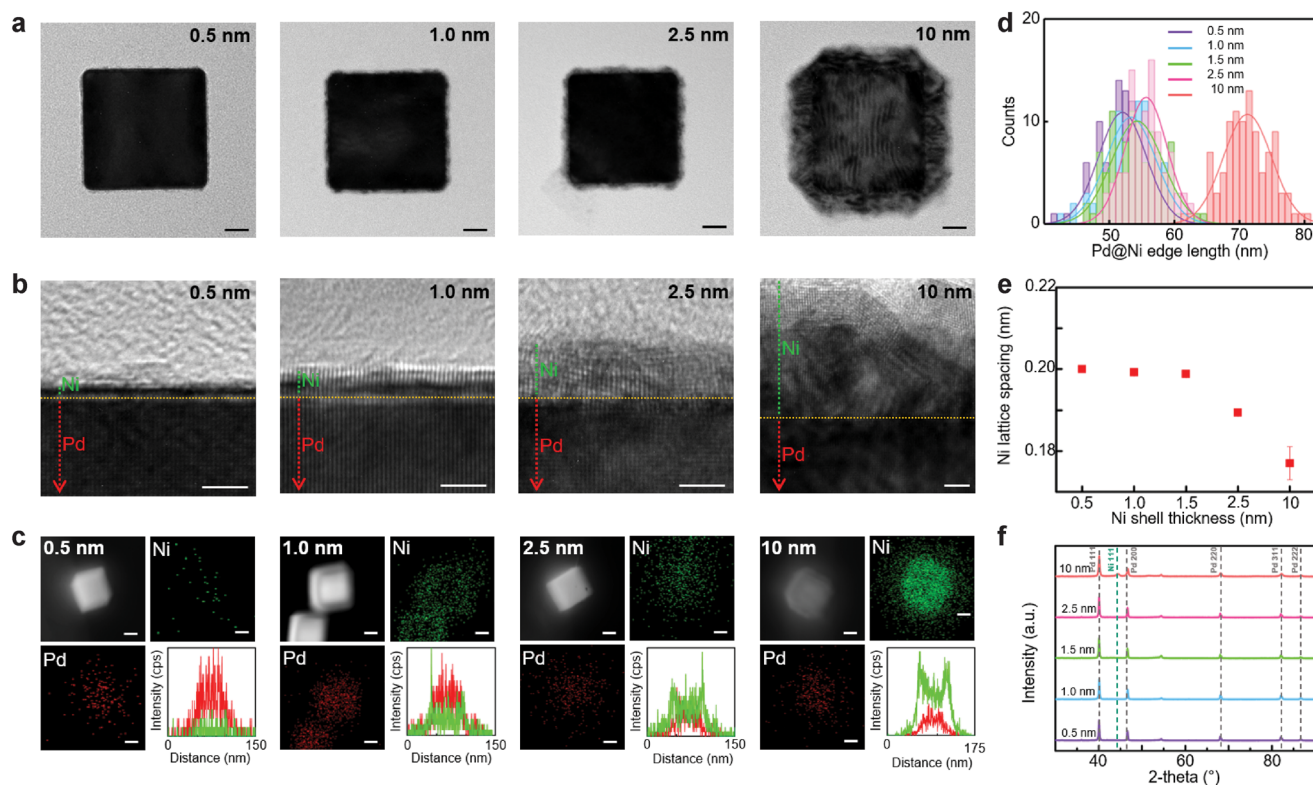 a
0.5 nm
1.0 nm
2.5 nm
10 nm
b
0.5 nm
1.0 nm
2.5 nm
10 nm
Ni
Ni
Ni
Ni
Pd
Pd
Pd
Pd
c
0.5 nm
Ni
1.0 nm
Ni
2.5 nm
Ni
10 nm
Ni
Pd
Pd
Pd
Pd
Intensity (cps)
Intensity (cps)
Intensity (cps)
Intensity (cps)
0 150
0 150
0 150
0 175
Distance (nm)
Distance (nm)
Distance (nm)
Distance (nm)
d
20
10
0
Counts
0.5 nm
1.0 nm
1.5 nm
2.5 nm
10 nm
50 60 70 80
Pd@Ni edge length (nm)
e
0.22
0.20
0.18
Ni lattice spacing (nm)
0.5 1.0 1.5 2.5 10
Ni shell thickness (nm)
f
Intensity (a.u.)
Pd 111
Ni 111
Pd 200
Pd 220
Pd 311
Pd 222
10 nm
2.5 nm
1.5 nm
1.0 nm
0.5 nm
40 60 80
2-theta (°)